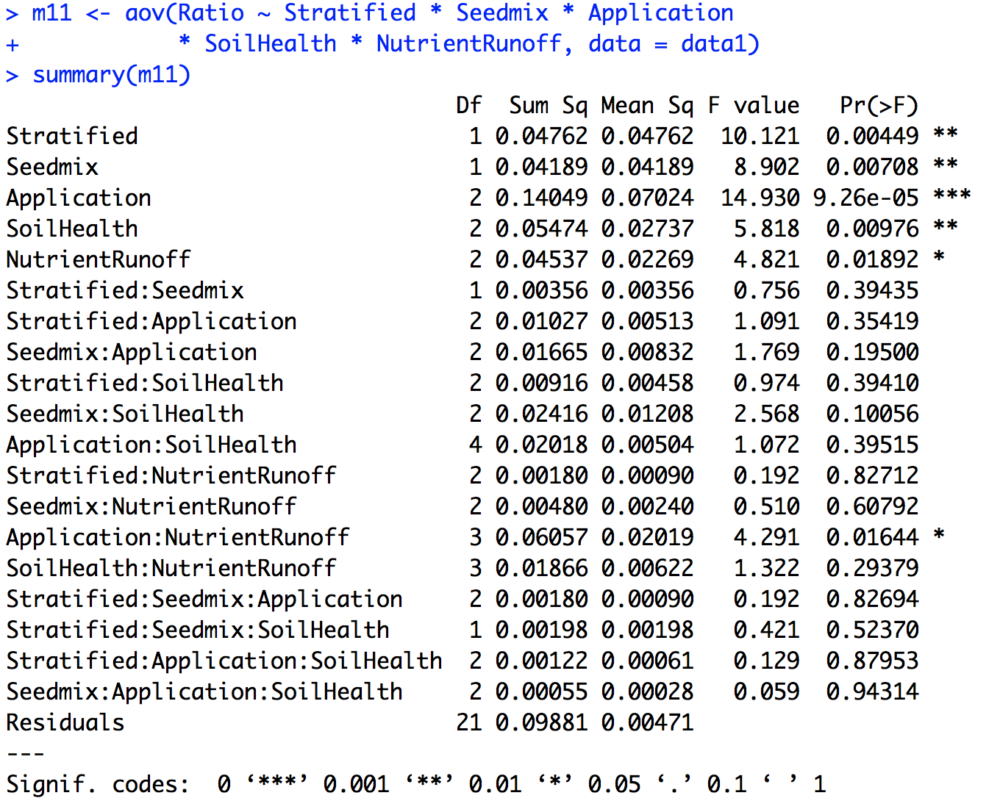 > m11 <- aov(Ratio ~ Stratified * Seedmix * Application
+            * SoilHealth * NutrientRunoff, data = data1)
> summary(m11)
                                  Df  Sum Sq Mean Sq F value   Pr(>F)
Stratified                         1 0.04762 0.04762  10.121  0.00449 **
Seedmix                            1 0.04189 0.04189   8.902  0.00708 **
Application                        2 0.14049 0.07024  14.930 9.26e-05 ***
SoilHealth                         2 0.05474 0.02737   5.818  0.00976 **
NutrientRunoff                     2 0.04537 0.02269   4.821  0.01892 *
Stratified:Seedmix                 1 0.00356 0.00356   0.756  0.39435
Stratified:Application             2 0.01027 0.00513   1.091  0.35419
Seedmix:Application                2 0.01665 0.00832   1.769  0.19500
Stratified:SoilHealth              2 0.00916 0.00458   0.974  0.39410
Seedmix:SoilHealth                 2 0.02416 0.01208   2.568  0.10056
Application:SoilHealth             4 0.02018 0.00504   1.072  0.39515
Stratified:NutrientRunoff          2 0.00180 0.00090   0.192  0.82712
Seedmix:NutrientRunoff             2 0.00480 0.00240   0.510  0.60792
Application:NutrientRunoff         3 0.06057 0.02019   4.291  0.01644 *
SoilHealth:NutrientRunoff          3 0.01866 0.00622   1.322  0.29379
Stratified:Seedmix:Application     2 0.00180 0.00090   0.192  0.82694
Stratified:Seedmix:SoilHealth      1 0.00198 0.00198   0.421  0.52370
Stratified:Application:SoilHealth  2 0.00122 0.00061   0.129  0.87953
Seedmix:Application:SoilHealth     2 0.00055 0.00028   0.059  0.94314
Residuals                         21 0.09881 0.00471
---
Signif. codes:  0 ‘***’ 0.001 ‘**’ 0.01 ‘*’ 0.05 ‘.’ 0.1 ‘ ’ 1